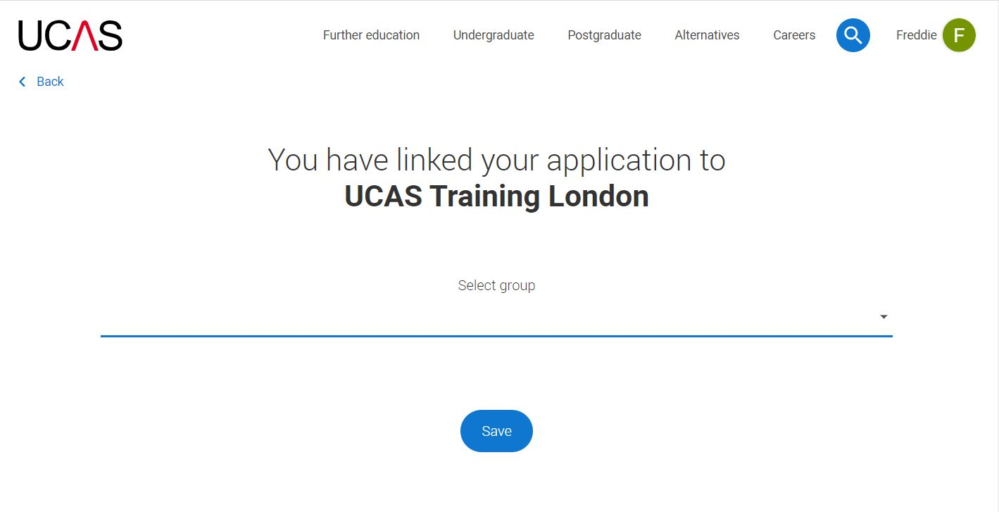 UCAS
Further education Undergraduate Postgraduate Alternatives Careers Freddie F
Back
You have linked your application to
UCAS Training London
Select group
Save